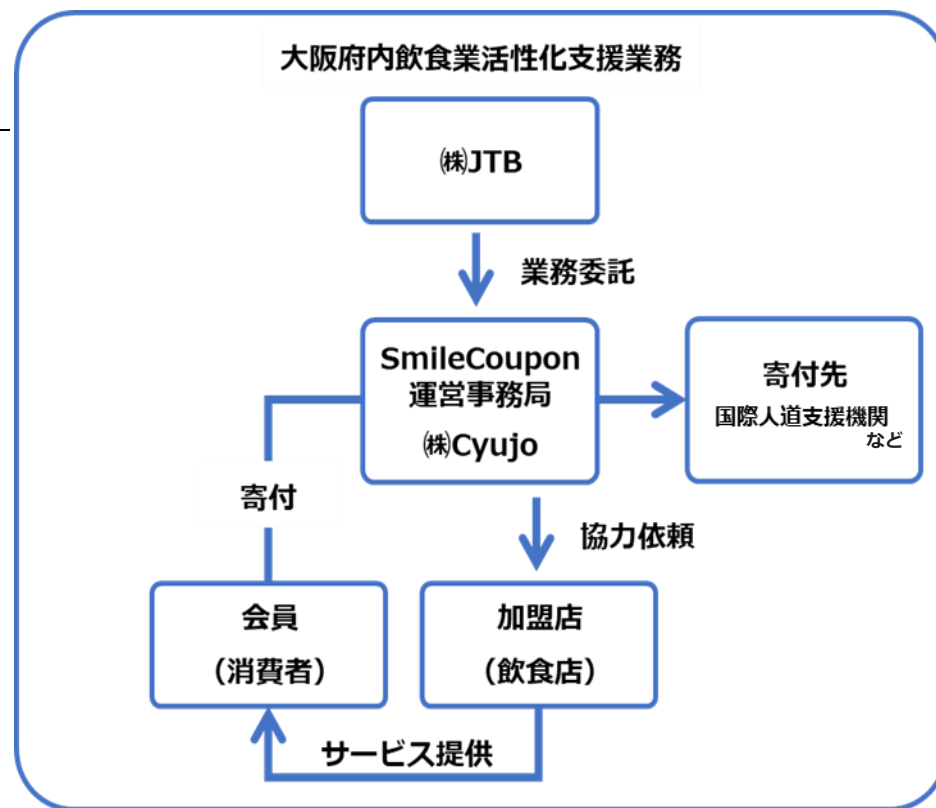 大阪府内飲食業活性化支援業務
㈱JTB
業務委託
SmileCoupon
運営事務局
㈱Cyujo
寄付先
国際人道支援機関
など
寄付
協力依頼
会員
（消費者）
加盟店
（飲食店）
サービス提供